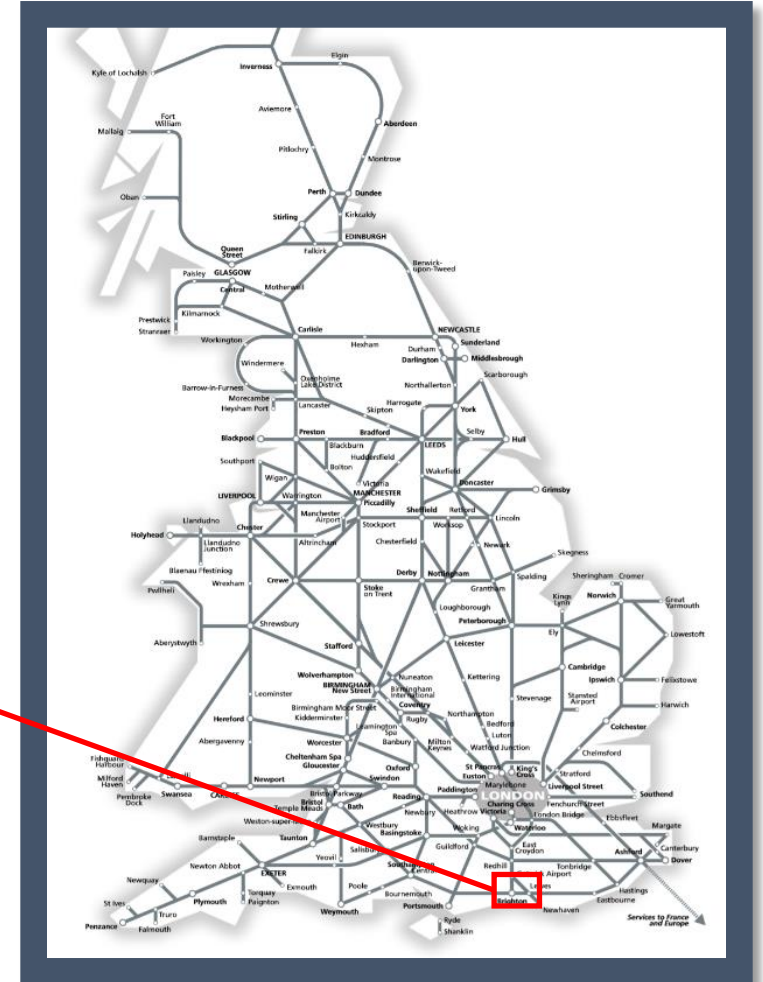 Elgin
Inverness
Kyle of Lochalsh
Aviemore
Fort
William
Mallaig
Aberdeen
Pitlochry
Montrose
Perth
Dundee
Oban
Stirling
Kirkcaldy
EDINBURGH
Queen
Street
Falkirk
Berwick-
upon-Tweed
Paisley
GLASGOW
Central
Motherwell
Kilmarnock
Prestwick
Stranraer
Carlisle
NEWCASTLE
Workington
Hexham
Sunderland
Durham
Darlington
Middlesbrough
Windermere
Scarborough
Oxenholme
Lake District
Northallerton
Barrow-in-Furness
Morecambe
Heysham Port
Lancaster
Harrogate
Skipton
York
Blackpool
Preston
Bradford
Selby
Blackburn
LEEDS
Hull
Huddersfield
Southport
Bolton
Wakefield
Wigan
Victoria
Doncaster
MANCHESTER
Piccadilly
Grimsby
LIVERPOOL
Warrington
Manchester
Airport
Sheffield
Retford
Llandudno
Stockport
Worksop
Lincoln
Holyhead
Chester
Llandudno
Junction
Altrincham
Chesterfield
Newark
Skegness
Blaenau Ffestiniog
Wrexham
Crewe
Derby
Nottingham
Spalding
Sheringham
Cromer
Pwllheli
Stoke
on Trent
Grantham
Kings
Lynn
Norwich
Great
Yarmouth
Loughborough
Peterborough
Shrewsbury
Ely
Lowestoft
Aberystwyth
Stafford
Leicester
Cambridge
Wolverhampton
Nuneaton
Kettering
Ipswich
Felixstowe
BIRMINGHAM
New Street
Birmingham
International
Stansted
Airport
Leominster
Stevenage
Harwich
Birmingham Moor Street
Coventry
Northampton
Kidderminster
Rugby
Hereford
Leamington
Spa
Bedford
Colchester
Worcester
Banbury
Milton
Keynes
Luton
Abergavenny
Watford Junction
Chelmsford
Cheltenham Spa
Gloucester
Oxford
St Pancras
King's
Cross
Fishguard
Harbour
Euston
Stratford
Milford
Haven
Newport
Swindon
Marylebone
Liverpool Street
Pembroke
Dock
Swansea
Bristol Parkway
Reading
Paddington
LONDON
Southend
Bristol
Temple Meads
Bath
Charing Cross
Fenchurch Street
Newbury
Heathrow
Victoria
London Bridge
Ebbsfleet
Weston-super-Mare
Westbury
Basingstoke
Waterloo
Margate
Barnstaple
Taunton
Woking
East
Croydon
Canterbury
Salisbury
Guildford
Ashford
Yeovil
Redhill
Tonbridge
Dover
Newton Abbot
EXETER
Southampton
Central
Gatwick Airport
Newquay
Exmouth
Poole
Lewes
Hastings
St Ives
Plymouth
Torquay
Paignton
Bournemouth
Brighton
Eastbourne
Truro
Weymouth
Portsmouth
Newhaven
Penzance
Falmouth
Ryde
Shanklin
Services to France
and Europe